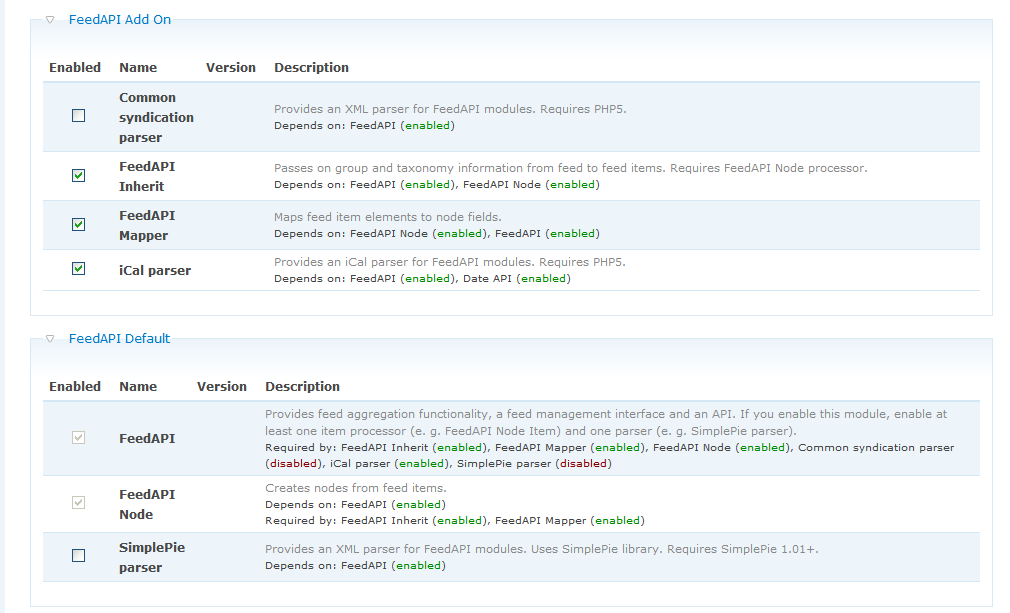 FeedAPI Add On
Enabled Name Version Description
Common
syndication
parser
Provides an XML parser for FeedAPI modules. Requires PHP5.
Depends on: FeedAPI (enabled)
FeedAPI
Inherit
Passes on group and taxonomy information from feed to feed items. Requires FeedAPI Node processor.
Depends on: FeedAPI (enabled), FeedAPI Node (enabled)
FeedAPI
Mapper
Maps feed item elements to node fields.
Depends on: FeedAPI Node (enabled), FeedAPI (enabled)
iCal parser
Provides an iCal parser for FeedAPI modules. Requires PHP5.
Depends on: FeedAPI (enabled), Date API (enabled)
FeedAPI Default
Enabled Name Version Description
FeedAPI
Provides feed aggregation functionality, a feed management interface and an API. If you enable this module, enable at
least one item processor (e. g. FeedAPI Node Item) and one parser (e. g. SimplePie parser).
Required by: FeedAPI Inherit (enabled), FeedAPI Mapper (enabled), FeedAPI Node (enabled), Common syndication parser
(disabled), iCal parser (enabled), SimplePie parser (disabled)
FeedAPI
Node
Creates nodes from feed items.
Depends on: FeedAPI (enabled)
Required by: FeedAPI Inherit (enabled), FeedAPI Mapper (enabled)
SimplePie
parser
Provides an XML parser for FeedAPI modules. Uses SimplePie library. Requires SimplePie 1.01+.
Depends on: FeedAPI (enabled)